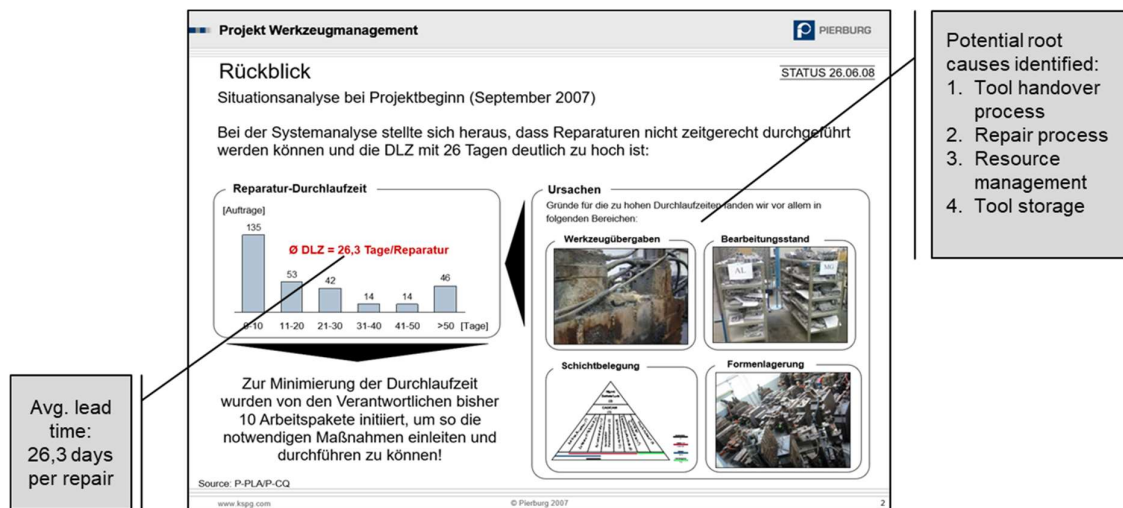 Projekt Werkzeugmanagement
PIERBURG
Rückblick
STATUS 26.06.08
Situationsanalyse bei Projektbeginn (September 2007)
Bei der Systemanalyse stellte sich heraus, dass Reparaturen nicht zeitgerecht durchgeführt
werden können und die DLZ mit 26 Tagen deutlich zu hoch ist:
Reparatur-Durchlaufzeit
[Aufträge]
135
Ø DLZ = 26,3 Tage/Reparatur
53
42
14
14
46
0-10 11-20 21-30 31-40 41-50 >50 [Tage]
Zur Minimierung der Durchlaufzeit
wurden von den Verantwortlichen bisher
10 Arbeitspakete initiiert, um so die
notwendigen Maßnahmen einleiten und
durchführen zu können!
Ursachen
Gründe für die zu hohen Durchlaufzeiten fanden wir vor allem in
folgenden Bereichen:
Werkzeugübergaben
Bearbeitungsstand
AL
MG
Schichtbelegung
Formenlagerung
Source: P-PLA/P-CQ
www.kspg.com
© Pierburg 2007
2
Avg. lead
time:
26,3 days
per repair
Potential root
causes identified:
1. Tool handover
process
2. Repair process
3. Resource
management
4. Tool storage